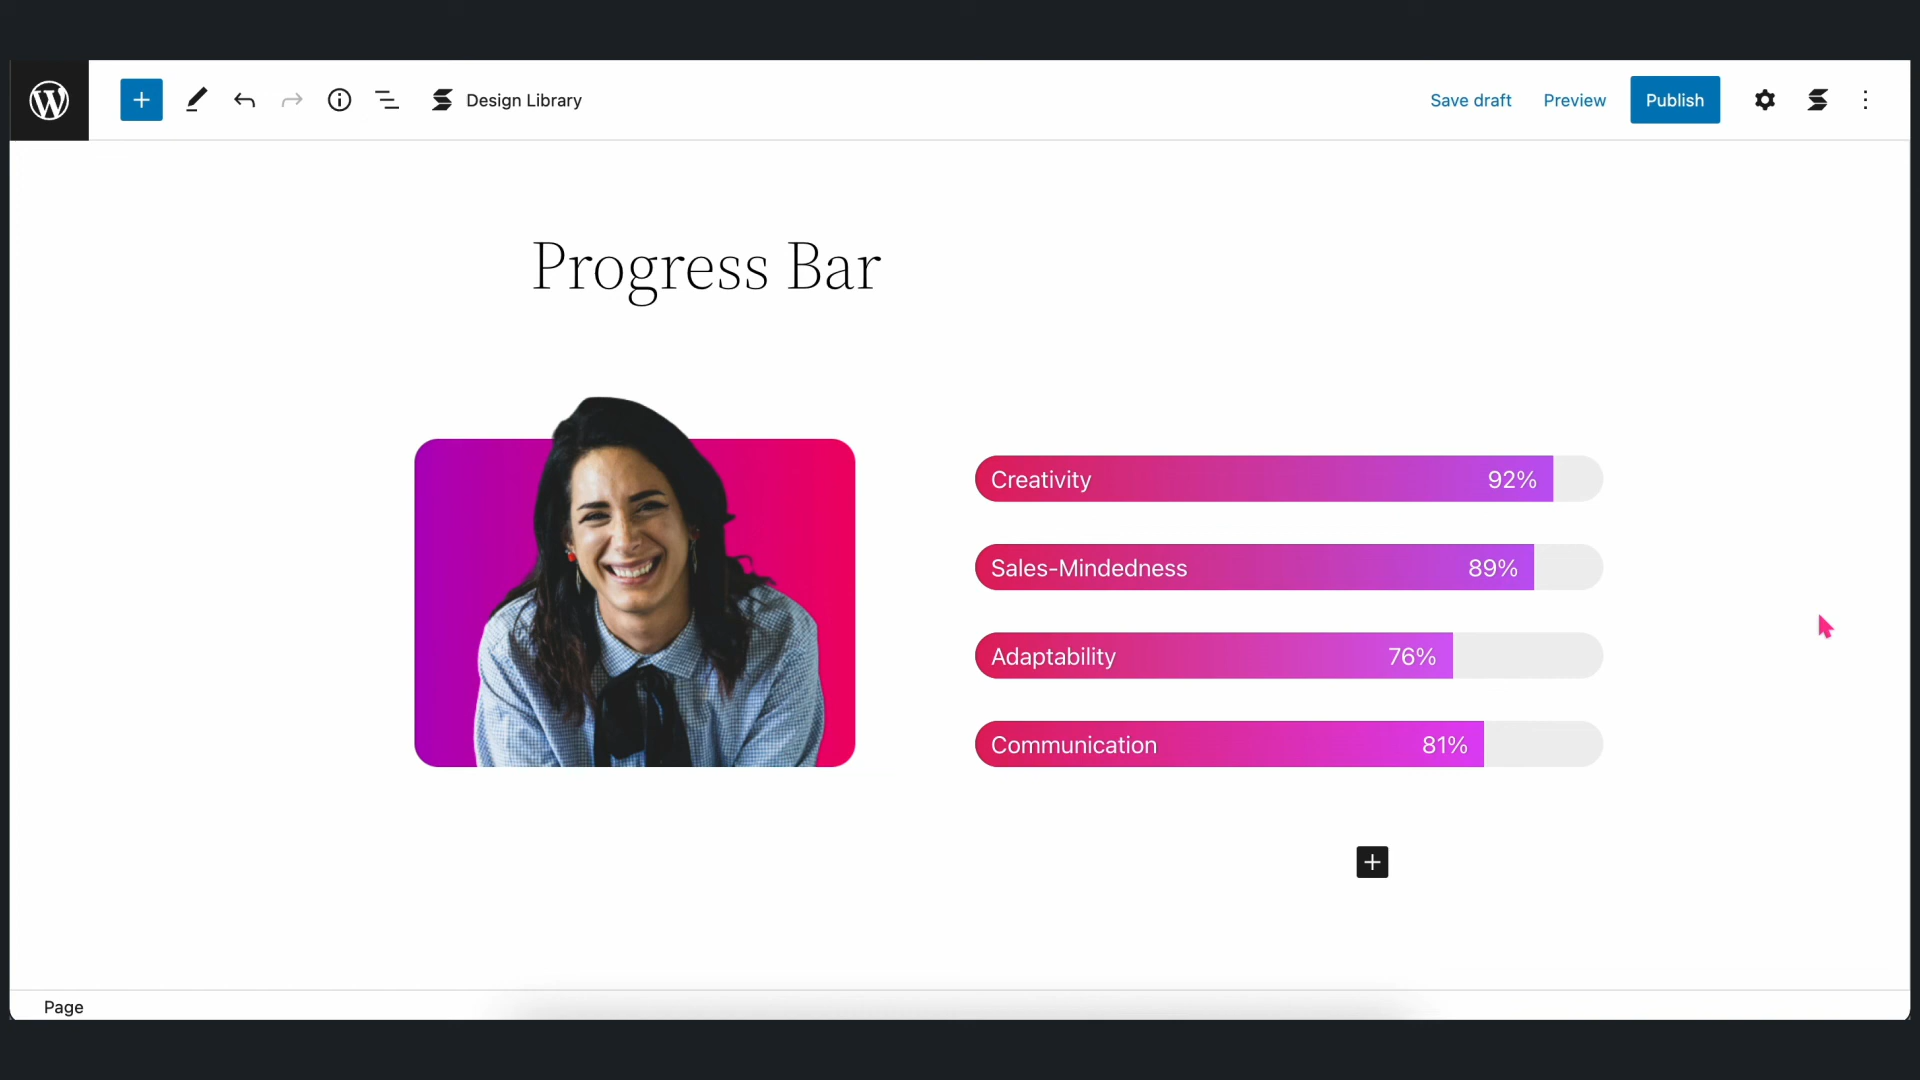 Design Library
Save draft
Preview
Publish
Progress Bar
Creativity 92%
Sales-Mindedness 89%
Adaptability 76%
Communication 81%
Page